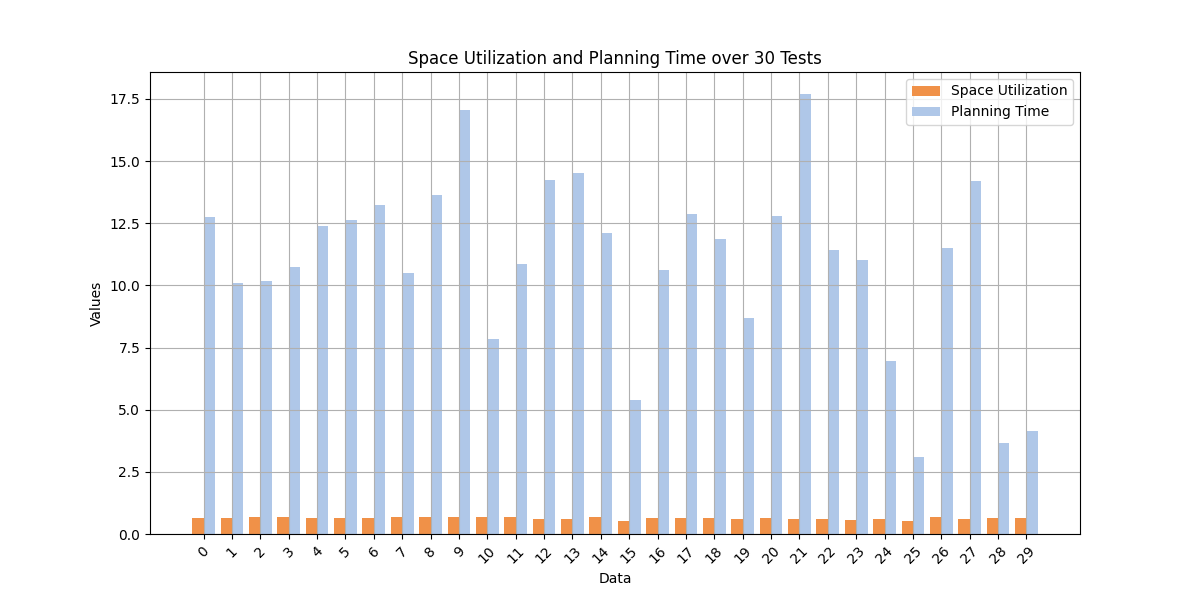 Space Utilization and Planning Time over 30 Tests
Space Utilization
Planning Time
17.5
15.0
12.5
10.0
7.5
5.0
2.5
0.0
Values
0 1 2 3 4 5 6 7 8 9 10 11 12 13 14 15 16 17 18 19 20 21 22 23 24 25 26 27 28 29
Data